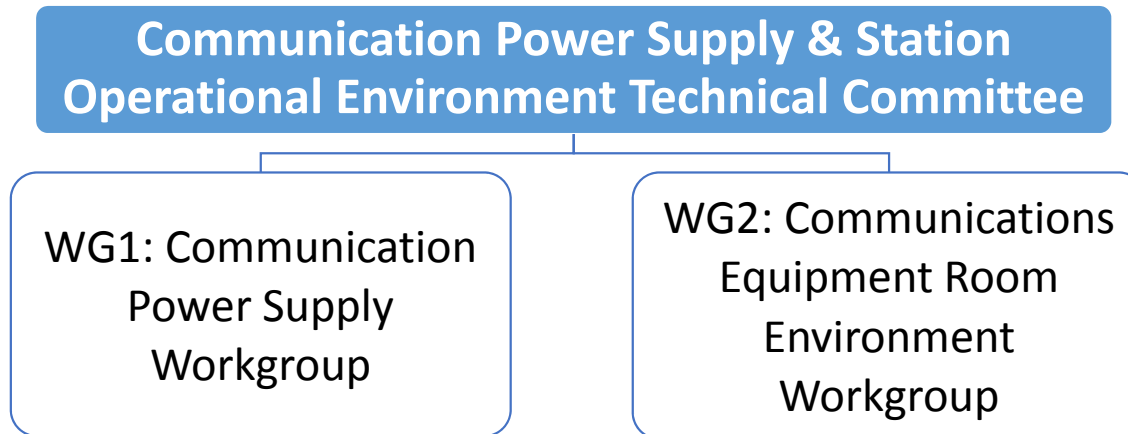 Communication Power Supply & Station
Operational Environment Technical Committee
WG1: Communication
Power Supply
Workgroup
WG2: Communications
Equipment Room
Environment
Workgroup